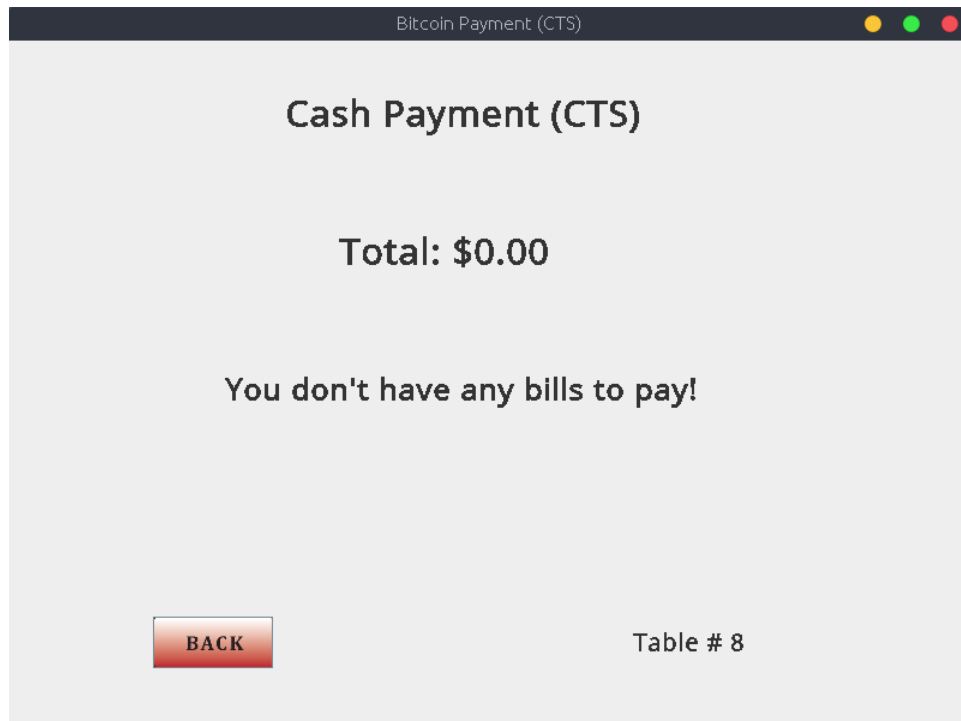 Bitcoin Payment (CTS)
Cash Payment (CTS)
Total: $0.00
You don't have any bills to pay!
BACK
Table # 8